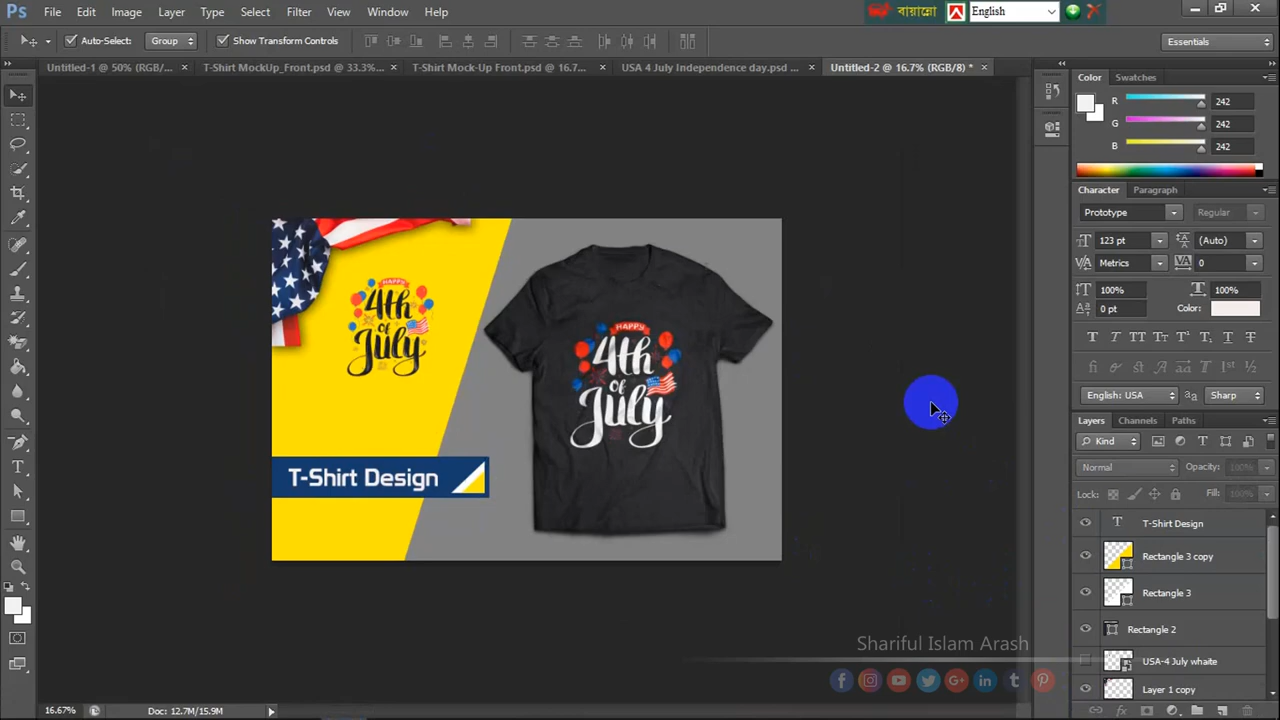 Ps File Edit Image Layer Type Select Filter View Window Help
বায়ান্নো English
Auto-Select: Group Show Transform Controls Essentials
Untitled-1 @ 50% (RGB/... × T-Shirt MockUp_Front.psd @ 33.3%... × T-Shirt Mock-Up Front.psd @ 16.7... × USA 4 July Independence day.psd ... × Untitled-2 @ 16.7% (RGB/8) * ×
Color Swatches
R 242
G 242
B 242
Character Paragraph
Prototype Regular
123 pt (Auto)
Metrics 0
100% 100%
0 pt Color:
English: USA Sharp
Layers Channels Paths
Kind
Normal Opacity: 100%
Lock: Fill: 100%
T-Shirt Design
Rectangle 3 copy
Rectangle 3
Rectangle 2
USA-4 July whaite
Layer 1 copy
HAPPY
4th
of
July
HAPPY
4th
of
July
T-Shirt Design
Shariful Islam Arash
16.67% Doc: 12.7M/15.9M